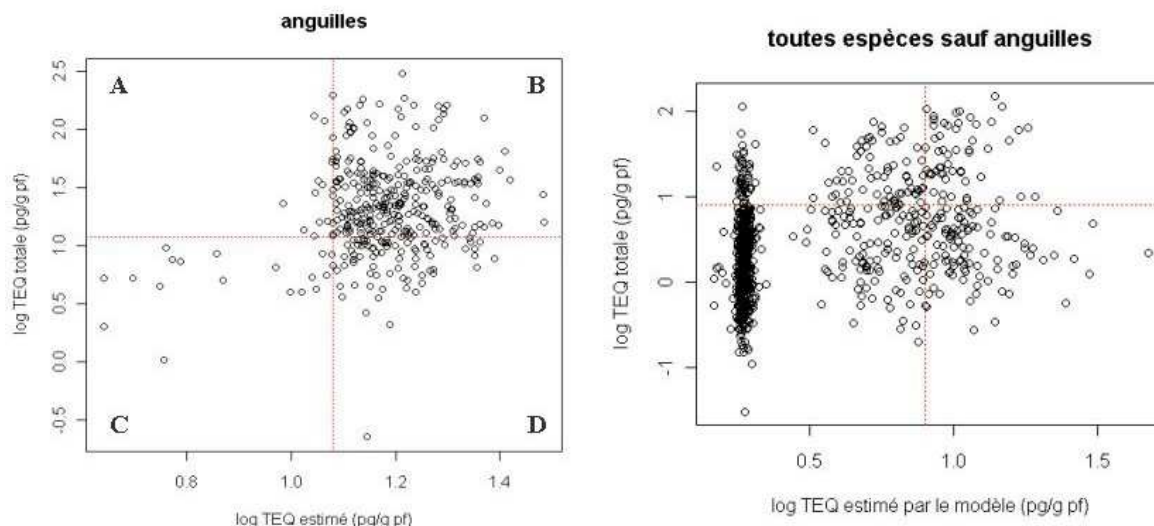 anguilles
A
B
C
D
2.5
2.0
1.5
1.0
0.5
0.0
-0.5
log TEQ totale (pg/g pf)
0.8
1.0
1.2
1.4
log TEQ estimé (pg/g pf)
toutes espèces sauf anguilles
2
1
0
-1
log TEQ totale (pg/g pf)
0.5
1.0
1.5
log TEQ estimé par le modèle (pg/g pf)